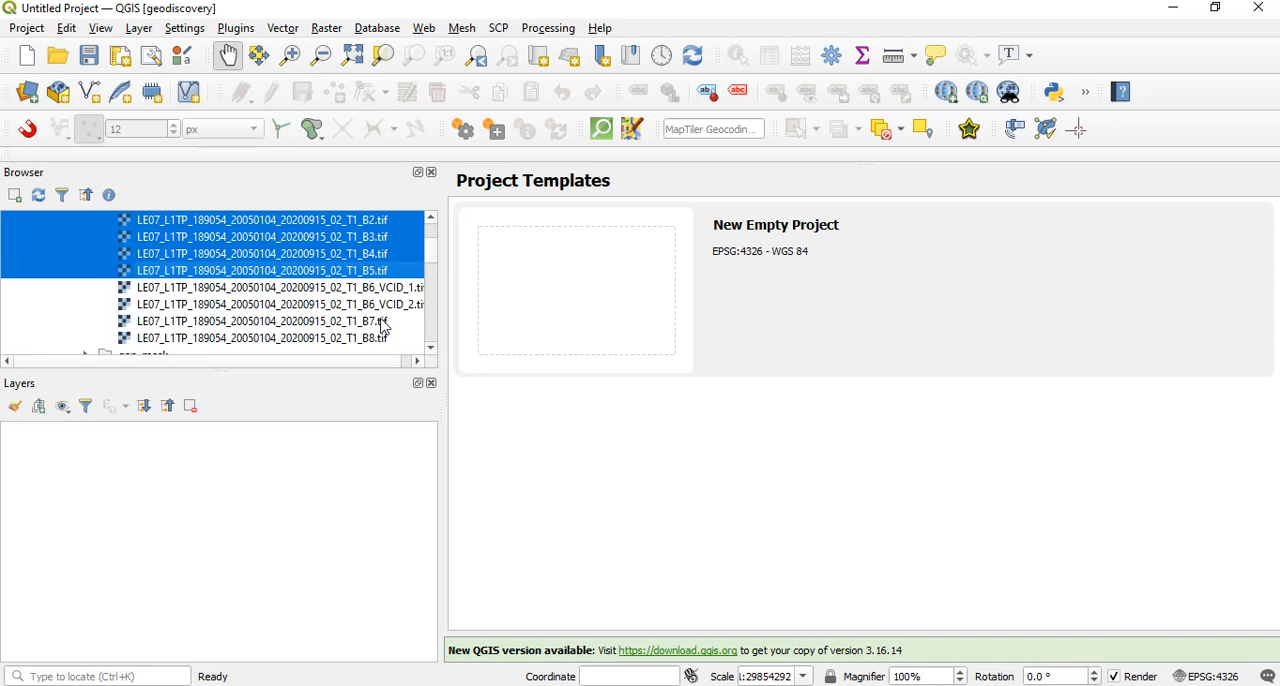 Untitled Project — QGIS [geodiscovery]
Project Edit View Layer Settings Plugins Vector Raster Database Web Mesh SCP Processing Help
12 px MapTiler Geocodin...
Browser
LE07_L1TP_189054_20050104_20200915_02_T1_B2.tif
LE07_L1TP_189054_20050104_20200915_02_T1_B3.tif
LE07_L1TP_189054_20050104_20200915_02_T1_B4.tif
LE07_L1TP_189054_20050104_20200915_02_T1_B5.tif
LE07_L1TP_189054_20050104_20200915_02_T1_B6_VCID_1.tif
LE07_L1TP_189054_20050104_20200915_02_T1_B6_VCID_2.tif
LE07_L1TP_189054_20050104_20200915_02_T1_B7.tif
LE07_L1TP_189054_20050104_20200915_02_T1_B8.tif
Layers
Project Templates
New Empty Project
EPSG:4326 - WGS 84
New QGIS version available: Visit https://download.qgis.org to get your copy of version 3.16.14
Type to locate (Ctrl+K) Ready Coordinate Scale 1:29854292 Magnifier 100% Rotation 0.0 ° Render EPSG:4326